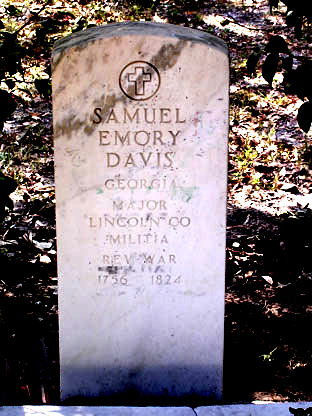 SAMUEL
EMORY
DAVIS
GEORGIA
MAJOR
LINCOLN CO
MILITIA
REV WAR
1756 1824